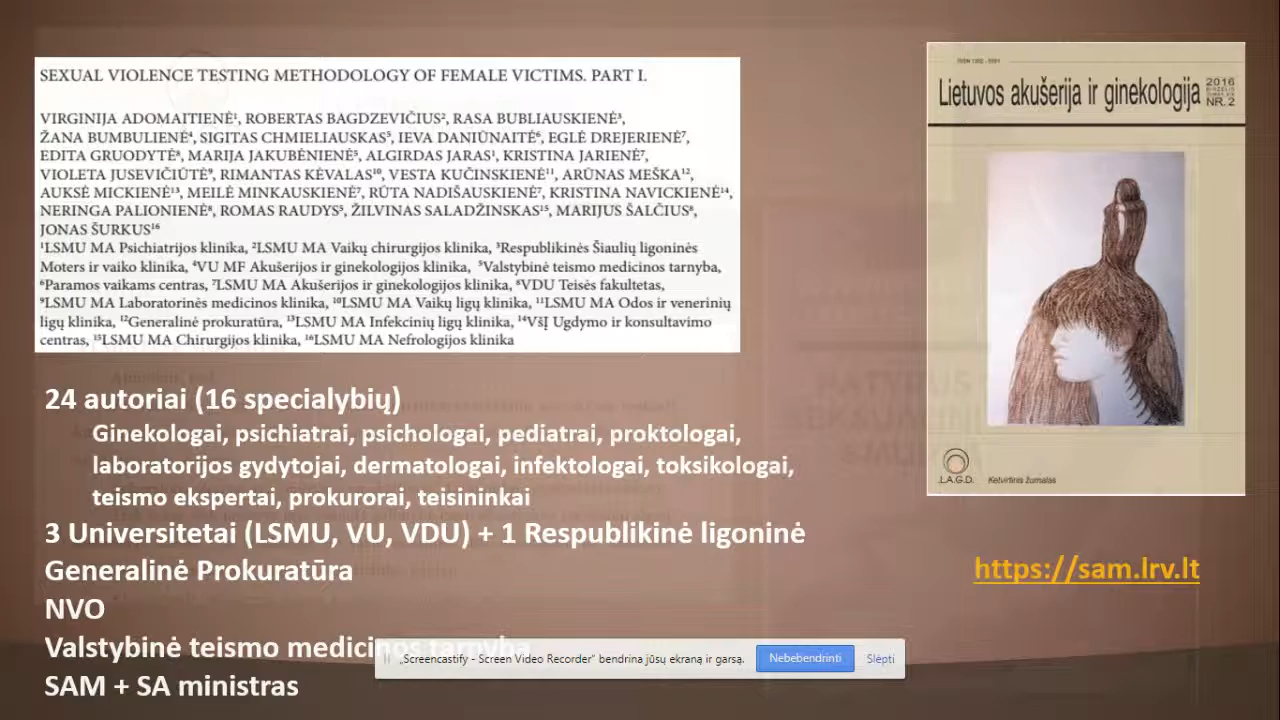 SEXUAL VIOLENCE TESTING METHODOLOGY OF FEMALE VICTIMS. PART I.
VIRGINIJA ADOMAITIENĖ¹, ROBERTAS BAGDZEVIČIUS², RASA BUBLIAUSKIENĖ³,
ŽANA BUMBULIENĖ⁴, SIGITAS CHMIELIAUSKAS⁵, IEVA DANIŪNAITĖ⁶, EGLĖ DREJERIENĖ⁷,
EDITA GRUODYTĖ⁸, MARIJA JAKUBĖNIENĖ⁵, ALGIRDAS JARAS¹, KRISTINA JARIENĖ⁷,
VIOLETA JUSEVIČIŪTĖ⁹, RIMANTAS KĖVALAS¹⁰, VESTA KUČINSKIENĖ¹¹, ARŪNAS MEŠKA¹²,
AUKSĖ MICKIENĖ¹³, MEILĖ MINKAUSKIENĖ⁷, RŪTA NADIŠAUSKIENĖ⁷, KRISTINA NAVICKIENĖ¹⁴,
NERINGA PALIONIENĖ⁸, ROMAS RAUDYS⁵, ŽILVINAS SALADŽINSKAS¹⁵, MARIJUS ŠALČIUS⁸,
JONAS ŠURKUS¹⁶
¹LSMU MA Psichiatrijos klinika, ²LSMU MA Vaikų chirurgijos klinika, ³Respublikinės Šiaulių ligoninės
Moters ir vaiko klinika, ⁴VU MF Akušerijos ir ginekologijos klinika, ⁵Valstybinė teismo medicinos tarnyba,
⁶Paramos vaikams centras, ⁷LSMU MA Akušerijos ir ginekologijos klinika, ⁸VDU Teisės fakultetas,
⁹LSMU MA Laboratorinės medicinos klinika, ¹⁰LSMU MA Vaikų ligų klinika, ¹¹LSMU MA Odos ir venerinių
ligų klinika, ¹²Generalinė prokuratūra, ¹³LSMU MA Infekcinių ligų klinika, ¹⁴VšĮ Ugdymo ir konsultavimo
centras, ¹⁵LSMU MA Chirurgijos klinika, ¹⁶LSMU MA Nefrologijos klinika
24 autoriai (16 specialybių)
Ginekologai, psichiatrai, psichologai, pediatrai, proktologai,
laboratorijos gydytojai, dermatologai, infektologai, toksikologai,
teismo ekspertai, prokurorai, teisininkai
3 Universitetai (LSMU, VU, VDU) + 1 Respublikinė ligoninė
Generalinė Prokuratūra
NVO
Valstybinė teismo medicinos tarnyba
SAM + SA ministras
Lietuvos akušerija ir ginekologija
2016
NR. 2
L.A.G.D.
Ketvirtinis žurnalas
https://sam.lrv.lt
„Screencastify - Screen Video Recorder“ bendrina jūsų ekraną ir garsą.
Nebebendrinti
Slėpti